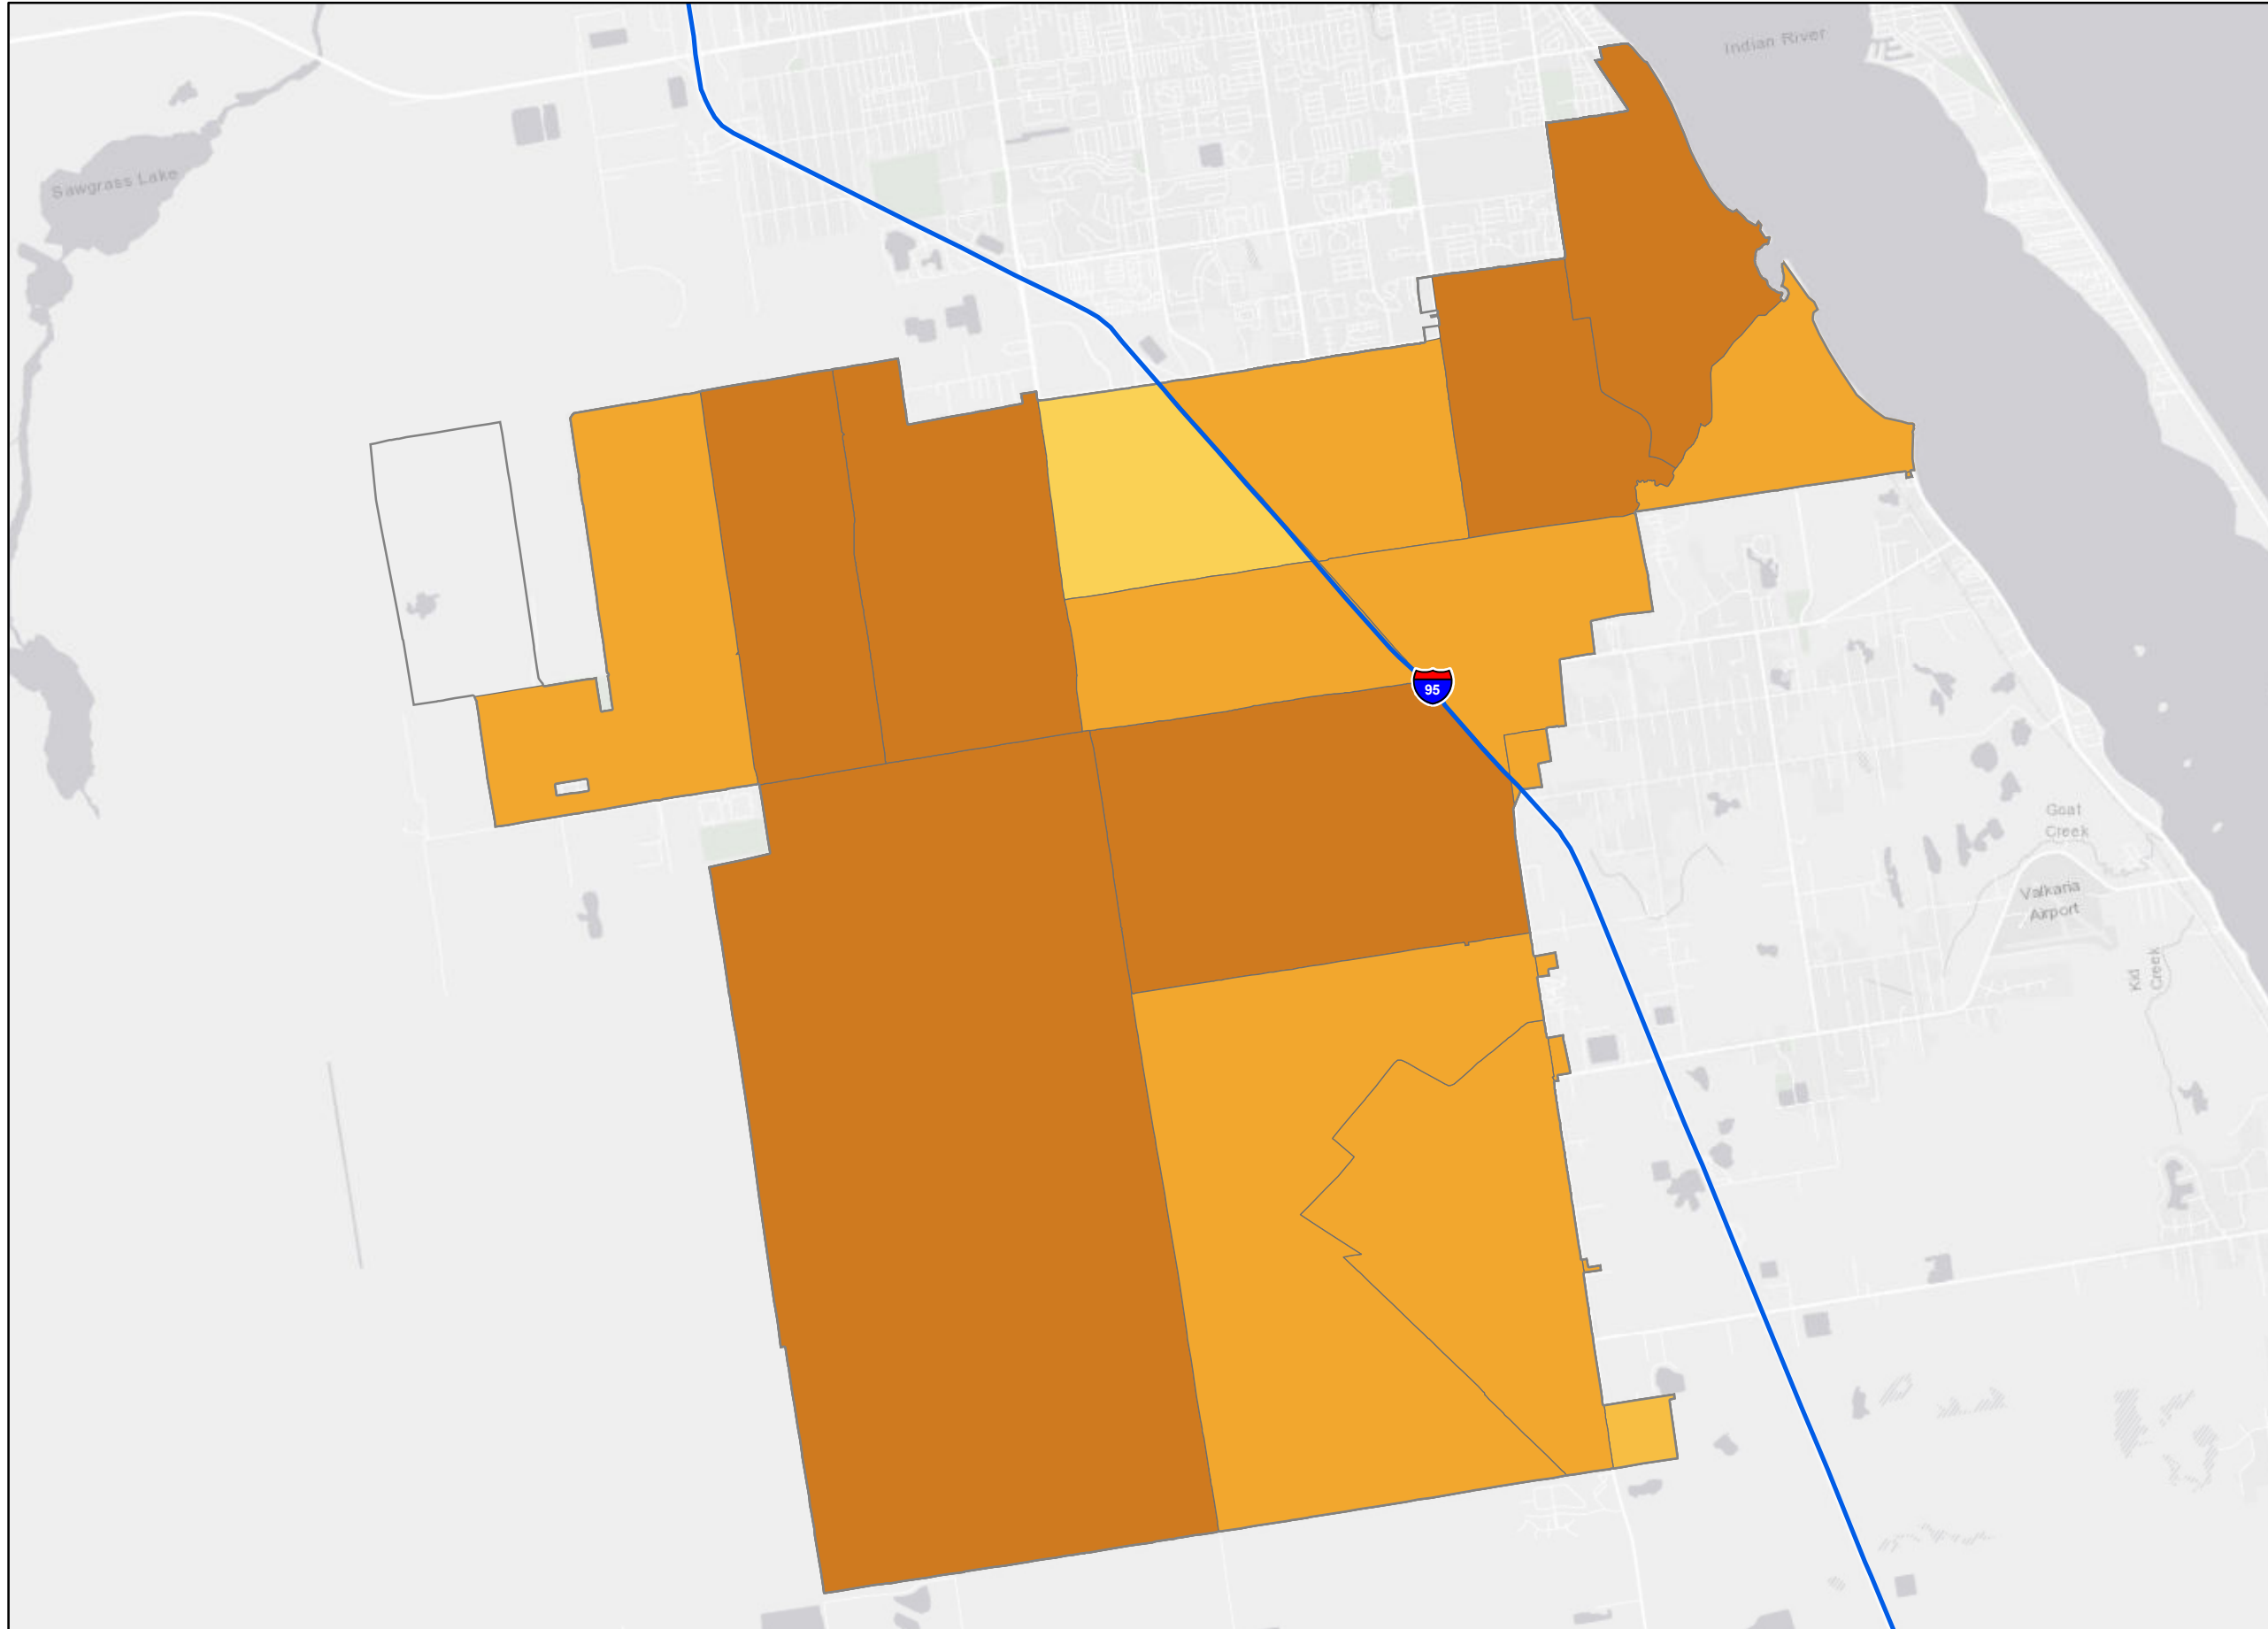 Indian River
Sawgrass Lake
95
Goat
Creek
Valkaria
Airport
Kid
Creek